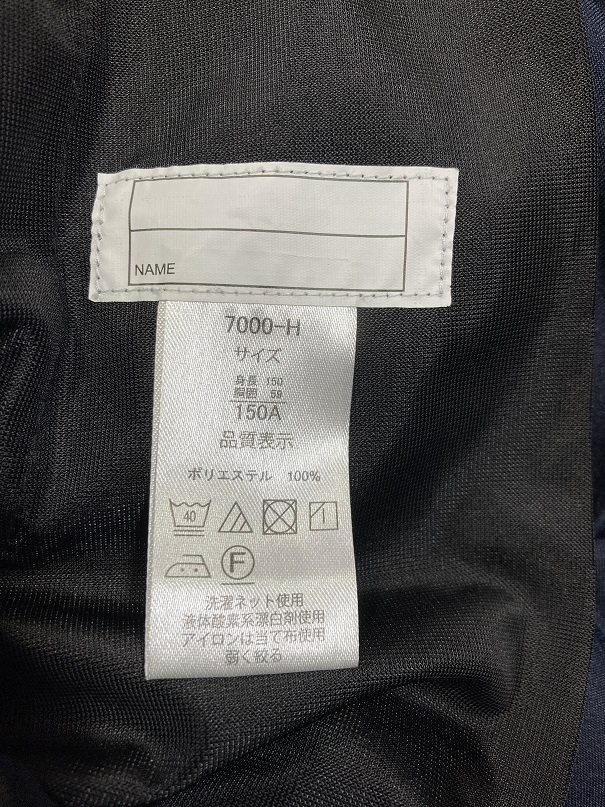 NAME
7000-H
サイズ
身長 150
胴囲 59
150A
品質表示
ポリエステル 100%
40
F
洗濯ネット使用
液体酸素系漂白剤使用
アイロンは当て布使用
弱く絞る